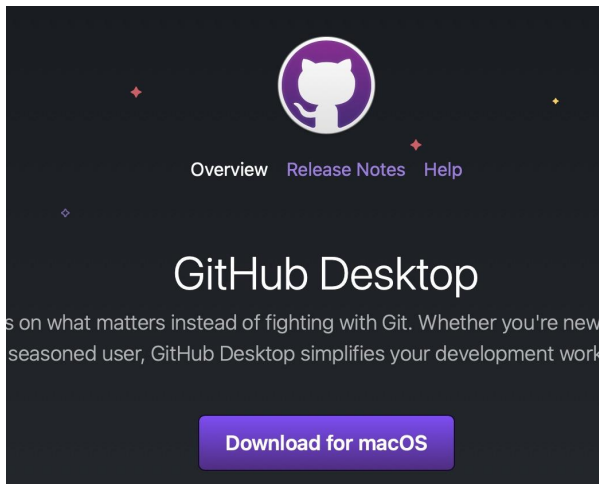 Overview Release Notes Help
GitHub Desktop
s on what matters instead of fighting with Git. Whether you're new
seasoned user, GitHub Desktop simplifies your development work
Download for macOS